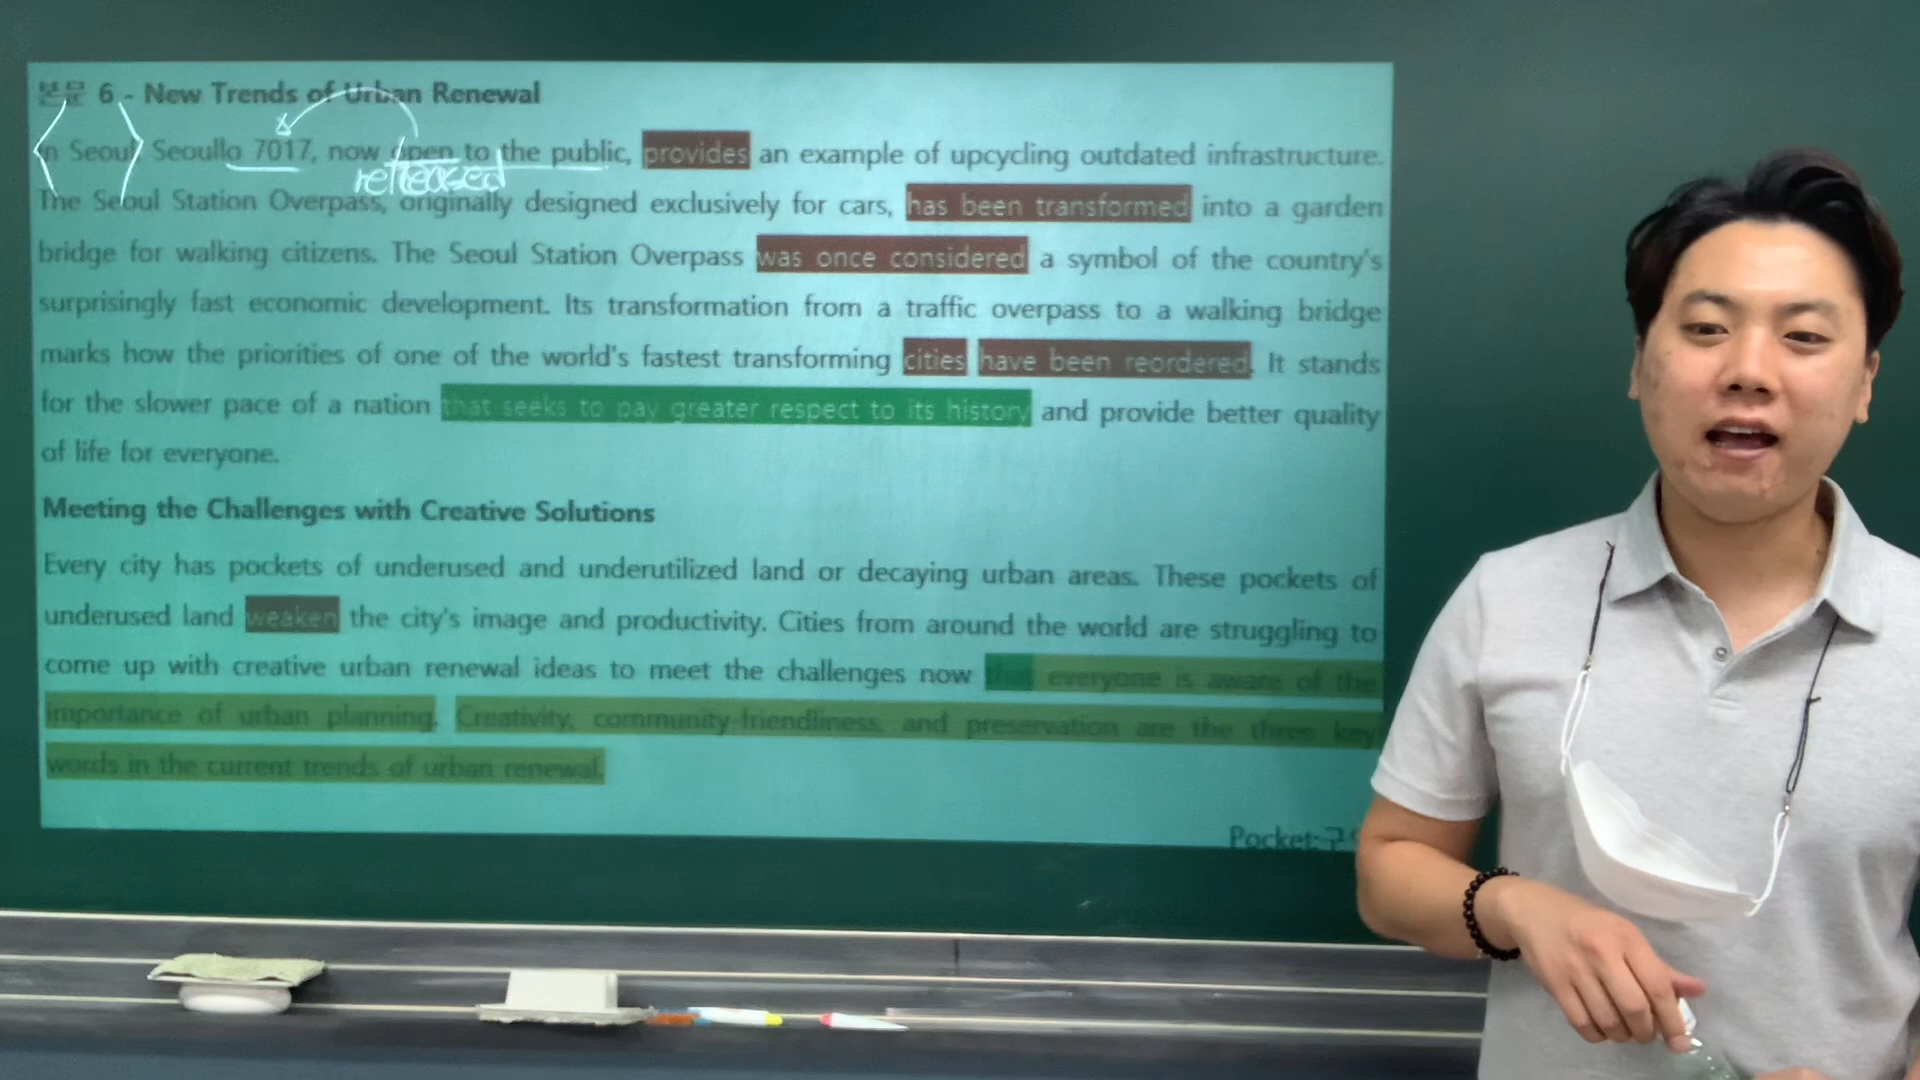 본문 6 - New Trends of Urban Renewal
In Seoul, Seoullo 7017, now open to the public, provides an example of upcycling outdated infrastructure.
released
The Seoul Station Overpass, originally designed exclusively for cars, has been transformed into a garden
bridge for walking citizens. The Seoul Station Overpass was once considered a symbol of the country's
surprisingly fast economic development. Its transformation from a traffic overpass to a walking bridge
marks how the priorities of one of the world's fastest transforming cities have been reordered. It stands
for the slower pace of a nation that seeks to pay greater respect to its history and provide better quality
of life for everyone.
Meeting the Challenges with Creative Solutions
Every city has pockets of underused and underutilized land or decaying urban areas. These pockets of
underused land weaken the city's image and productivity. Cities from around the world are struggling to
come up with creative urban renewal ideas to meet the challenges now that everyone is aware of the
importance of urban planning. Creativity, community-friendliness, and preservation are the three key
words in the current trends of urban renewal.
Pocket: